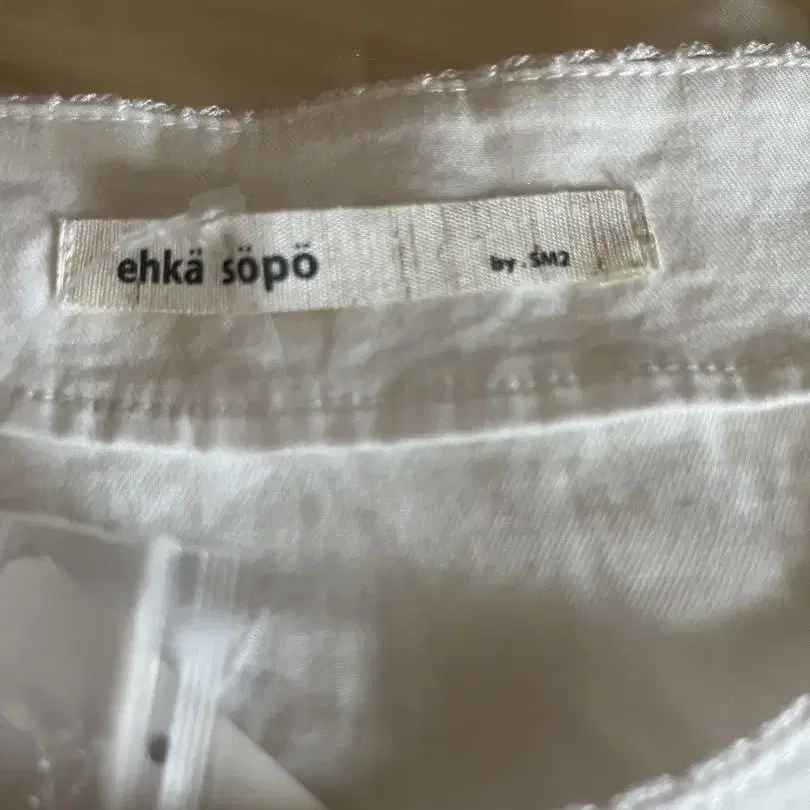 ehkä söpö
by . SM2